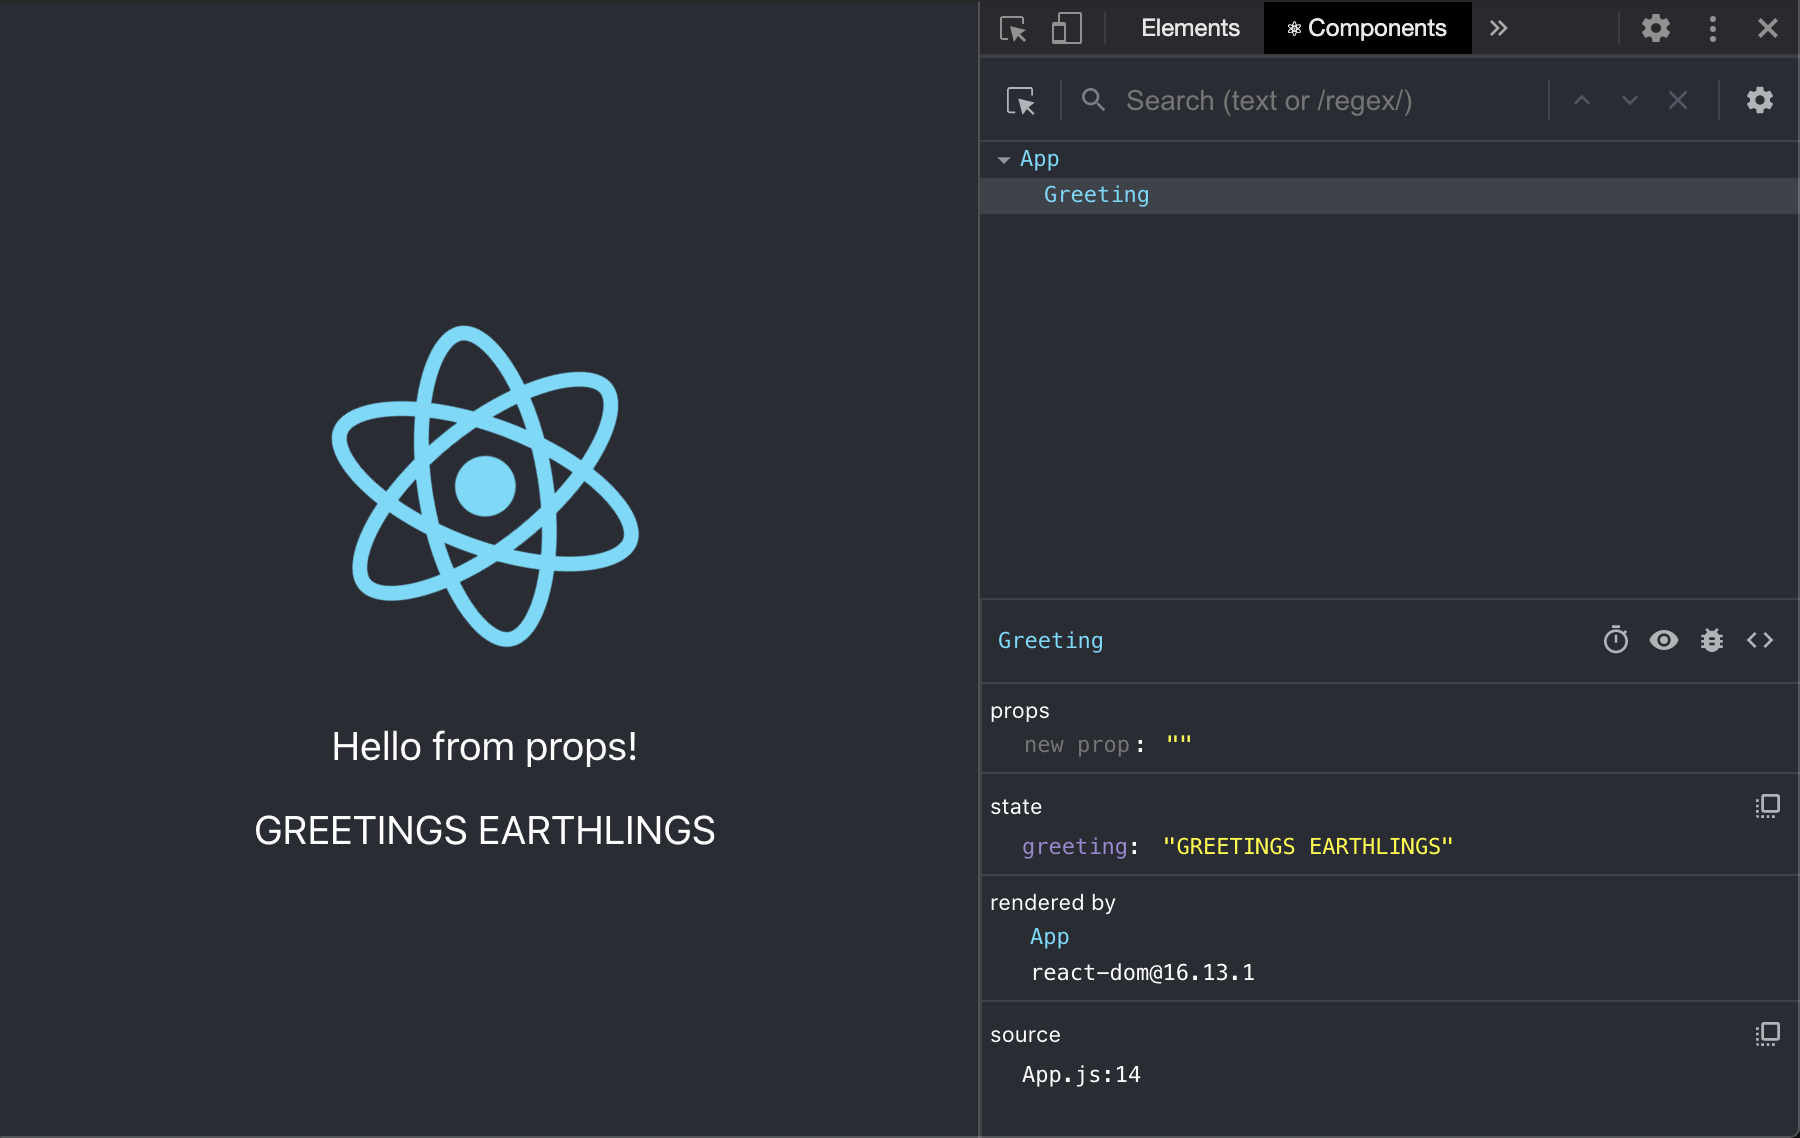 Hello from props!
GREETINGS EARTHLINGS
Elements
Components
Search (text or /regex/)
App
Greeting
Greeting
props
new prop: ""
state
greeting: "GREETINGS EARTHLINGS"
rendered by
App
react-dom@16.13.1
source
App.js:14